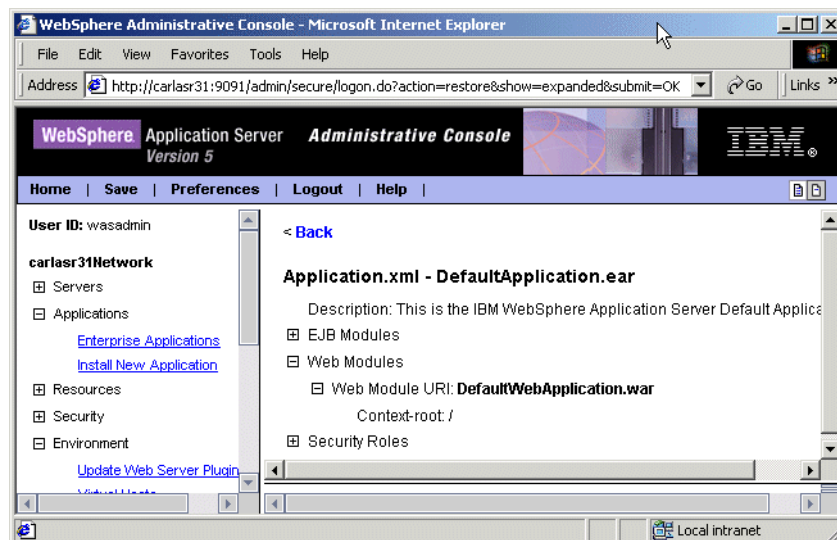 WebSphere Administrative Console - Microsoft Internet Explorer
File Edit View Favorites Tools Help
Address http://carlasr31:9091/admin/secure/logon.do?action=restore&show=expanded&submit=OK Go Links »
WebSphere Application Server Administrative Console
Version 5
IBM ®
Home | Save | Preferences | Logout | Help |
User ID: wasadmin
carlasr31Network
Servers
Applications
Enterprise Applications
Install New Application
Resources
Security
Environment
Update Web Server Plugin
Virtual Hosts
< Back
Application.xml - DefaultApplication.ear
Description: This is the IBM WebSphere Application Server Default Applica
EJB Modules
Web Modules
Web Module URI: DefaultWebApplication.war
Context-root: /
Security Roles
Local intranet